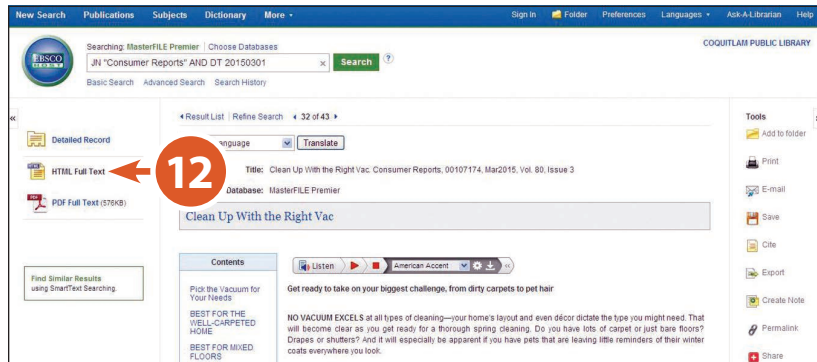 New Search Publications Subjects Dictionary More Sign In Folder Preferences Languages Ask-A-Librarian Help
EBSCO
HOST
Searching: MasterFILE Premier Choose Databases
COQUITLAM PUBLIC LIBRARY
JN "Consumer Reports" AND DT 20150301 x Search ?
Basic Search Advanced Search Search History
Result List Refine Search 32 of 43
Detailed Record
HTML Full Text
PDF Full Text (576KB)
Find Similar Results
using SmartText Searching.
12
anguage Translate
Title: Clean Up With the Right Vac. Consumer Reports, 00107174, Mar2015, Vol. 80, Issue 3
Database: MasterFILE Premier
Clean Up With the Right Vac
Contents
Pick the Vacuum for
Your Needs
BEST FOR THE
WELL-CARPETED
HOME
BEST FOR MIXED
FLOORS
Listen American Accent
Get ready to take on your biggest challenge, from dirty carpets to pet hair
NO VACUUM EXCELS at all types of cleaning—your home's layout and even décor dictate the type you might need. That
will become clear as you get ready for a thorough spring cleaning. Do you have lots of carpet or just bare floors?
Drapes or shutters? And it will especially be apparent if you have pets that are leaving little reminders of their winter
coats everywhere you look.
Tools
Add to folder
Print
E-mail
Save
Cite
Export
Create Note
Permalink
Share